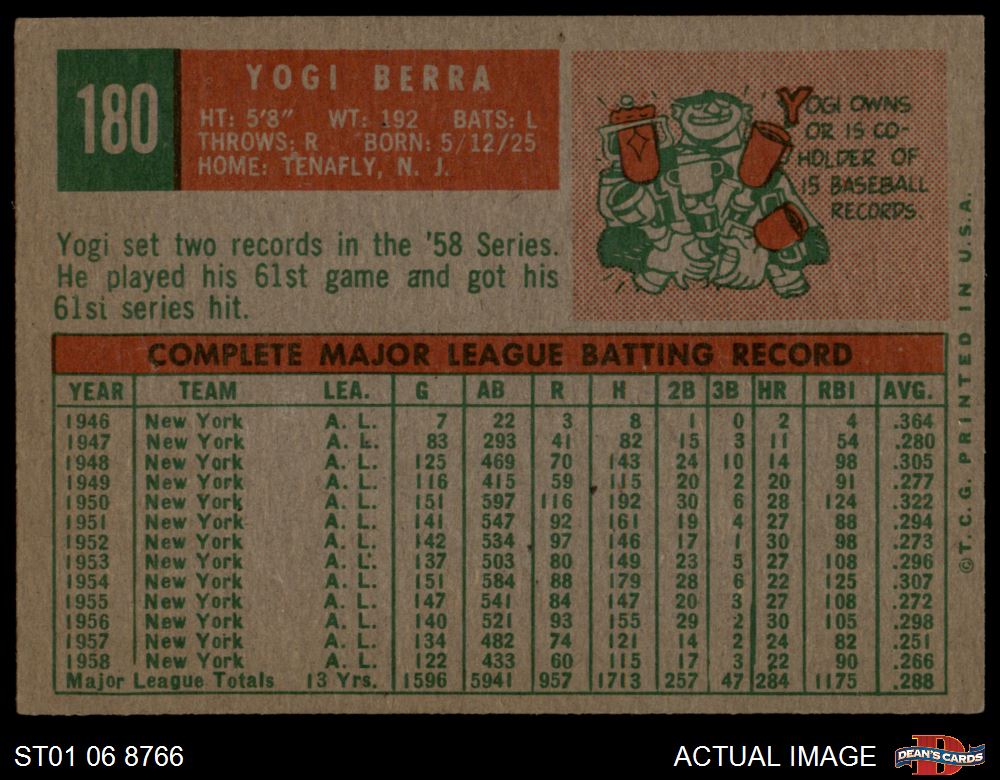 180
YOGI BERRA
HT: 5'8" WT: 192 BATS: L
THROWS: R BORN: 5/12/25
HOME: TENAFLY, N. J.
YOGI OWNS
OR IS CO-
HOLDER OF
15 BASEBALL
RECORDS.
Yogi set two records in the '58 Series.
He played his 61st game and got his
61st series hit.
COMPLETE MAJOR LEAGUE BATTING RECORD
YEAR TEAM LEA. G AB R H 2B 3B HR RBI AVG.
1946 New York A. L. 7 22 3 8 1 0 2 4 .364
1947 New York A. L. 83 293 41 82 15 3 11 54 .280
1948 New York A. L. 125 469 70 143 24 10 14 98 .305
1949 New York A. L. 116 415 59 115 20 2 20 91 .277
1950 New York A. L. 151 597 116 192 30 6 28 124 .322
1951 New York A. L. 141 547 92 161 19 4 27 88 .294
1952 New York A. L. 142 534 97 146 17 1 30 98 .273
1953 New York A. L. 137 503 80 149 23 5 27 108 .296
1954 New York A. L. 151 584 88 179 28 6 22 125 .307
1955 New York A. L. 147 541 84 147 20 3 27 108 .272
1956 New York A. L. 140 521 93 155 29 2 30 105 .298
1957 New York A. L. 134 482 74 121 14 2 24 82 .251
1958 New York A. L. 122 433 60 115 17 3 22 90 .266
Major League Totals 13 Yrs. 1596 5941 957 1713 257 47 284 1175 .288
©T. C. G. PRINTED IN U. S. A.
ST01 06 8766
ACTUAL IMAGE
D
DEAN'S CARDS